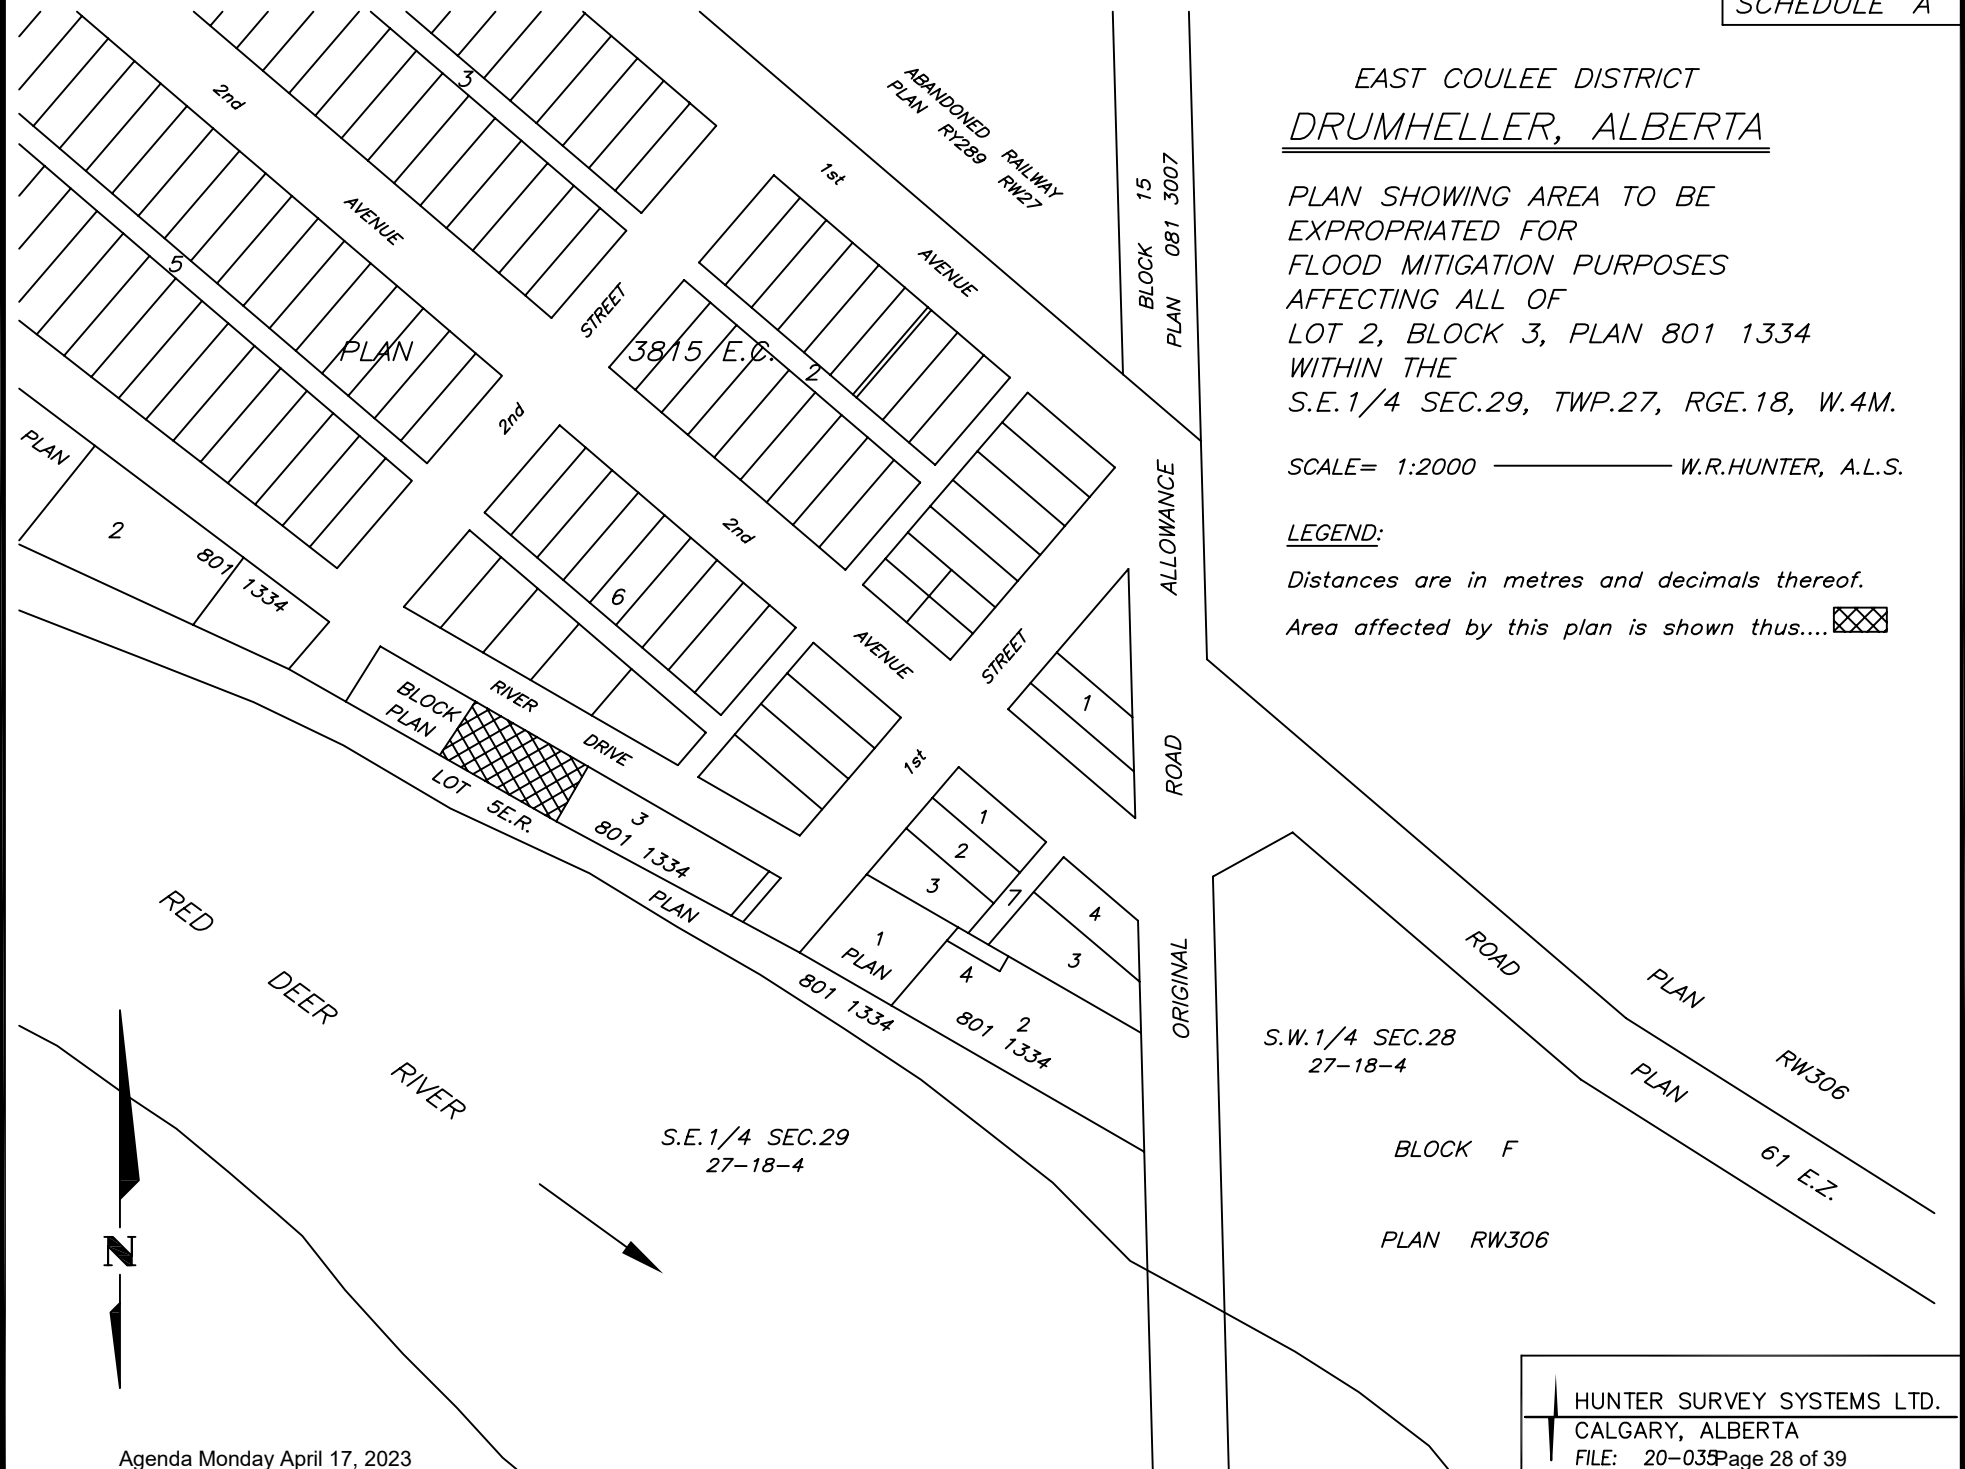 SCHEDULE "A"
EAST COULEE DISTRICT
DRUMHELLER, ALBERTA
PLAN SHOWING AREA TO BE
EXPROPRIATED FOR
FLOOD MITIGATION PURPOSES
AFFECTING ALL OF
LOT 2, BLOCK 3, PLAN 801 1334
WITHIN THE
S.E.1/4 SEC.29, TWP.27, RGE.18, W.4M.
SCALE= 1:2000 W.R.HUNTER, A.L.S.
LEGEND:
Distances are in metres and decimals thereof.
Area affected by this plan is shown thus....
ABANDONED RAILWAY
PLAN RY289 RW27
BLOCK 15
PLAN 081 3007
3
2nd AVENUE
1st AVENUE
5
STREET
2nd
PLAN 3815 E.C.
2
PLAN
801 1334
2
6
2nd AVENUE
STREET
1st
1
ORIGINAL ROAD ALLOWANCE
RIVER DRIVE
BLOCK
PLAN
3
801 1334
LOT 5E.R.
PLAN
801 1334
1
2
3
7
4
3
1
PLAN
4
2
801 1334
RED DEER RIVER
N
S.E.1/4 SEC.29
27-18-4
S.W.1/4 SEC.28
27-18-4
ROAD
PLAN
61 E.Z.
PLAN
RW306
BLOCK F
PLAN RW306
HUNTER SURVEY SYSTEMS LTD.
CALGARY, ALBERTA
FILE: 20-035
Agenda Monday April 17, 2023
Page 28 of 39